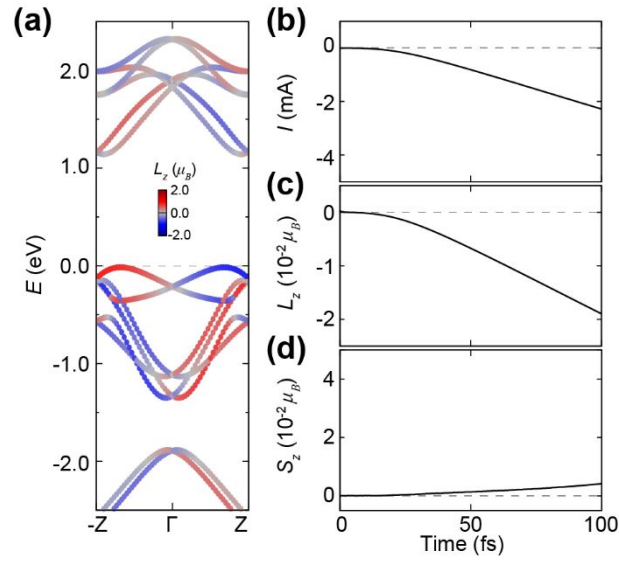 (a)
2.0
1.0
0.0
-1.0
-2.0
E (eV)
-Z
Γ
Z
L_z (μ_B)
2.0
0.0
-2.0
(b)
0
-2
-4
I (mA)
(c)
0
-1
-2
L_z (10^-2 μ_B)
(d)
4
2
0
S_z (10^-2 μ_B)
0
50
100
Time (fs)